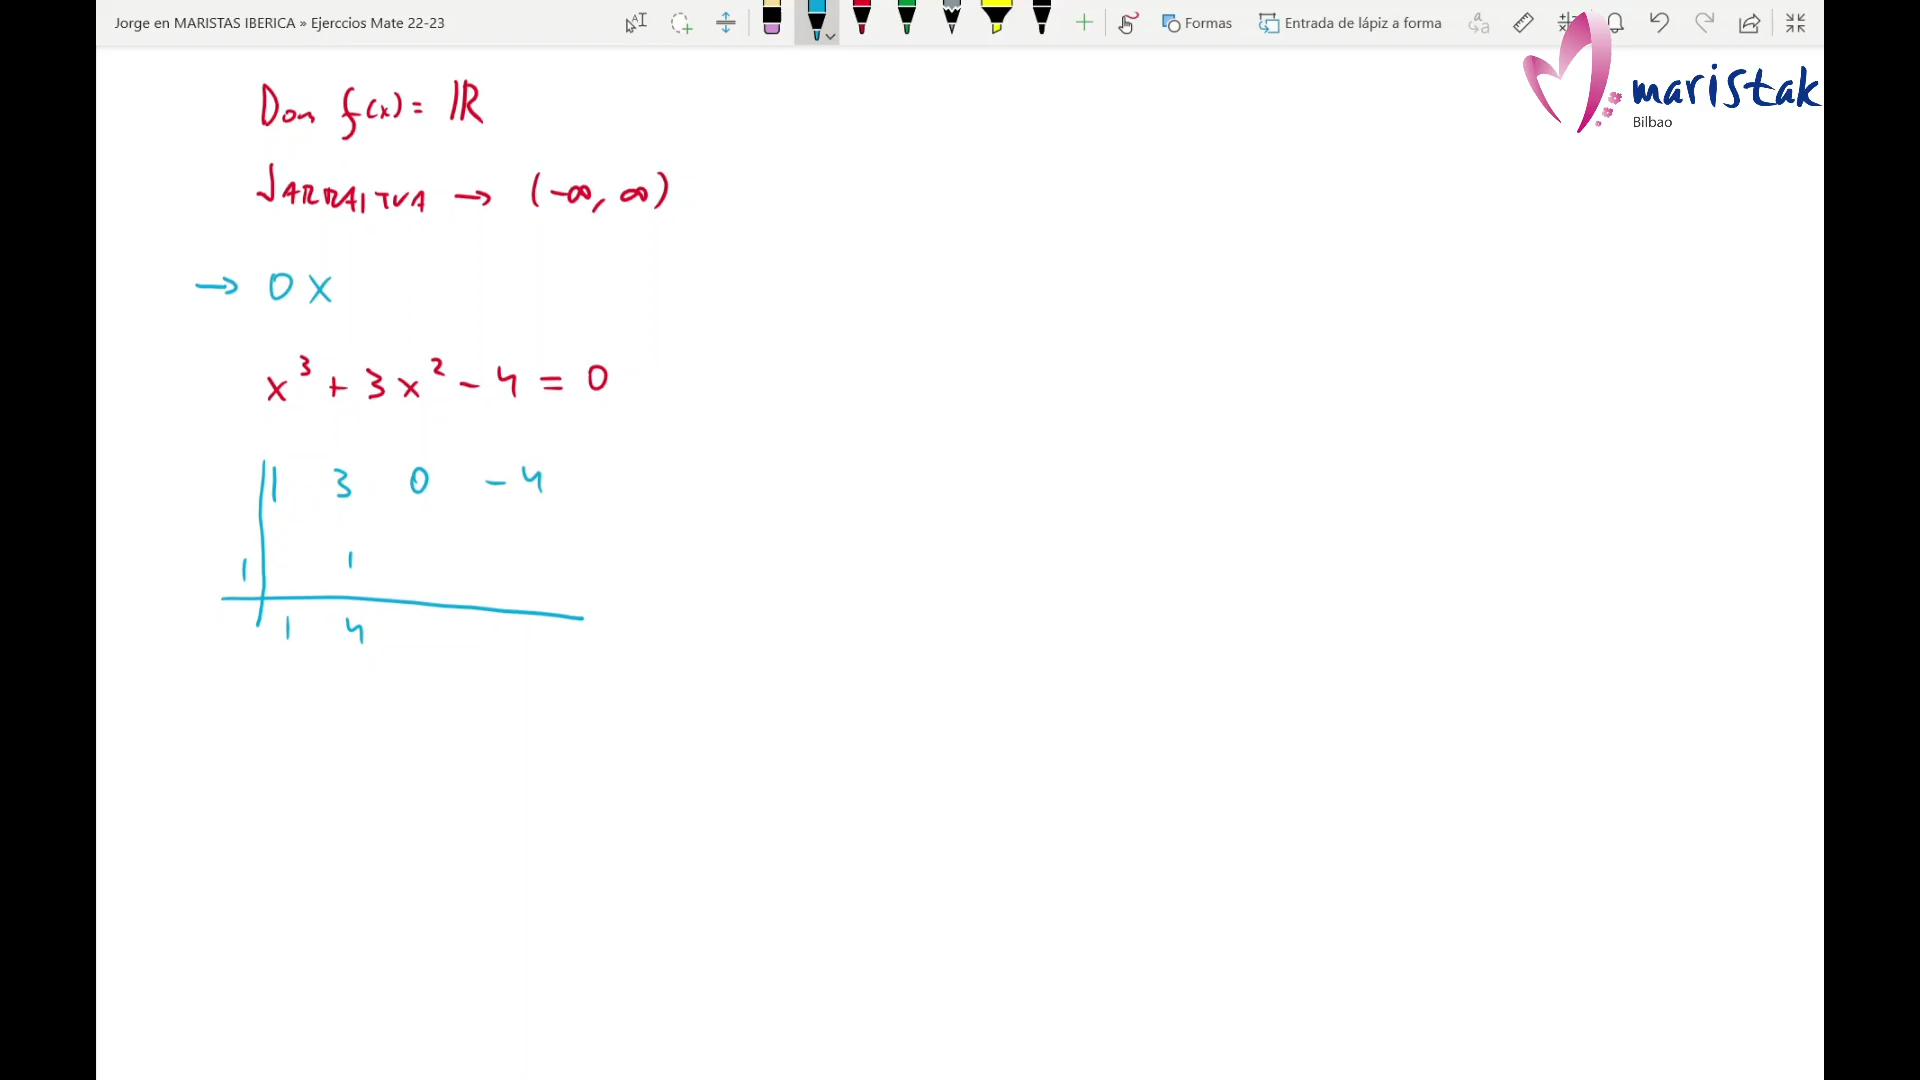 Jorge en MARISTAS IBERICA » Ejerccios Mate 22-23
Formas
Entrada de lápiz a forma
maristak
Bilbao
Dom f(x) = ℝ
JARRAITUA → (-∞, ∞)
→ OX
x³ + 3x² - 4 = 0
1 3 0 -4
1 1
1 4